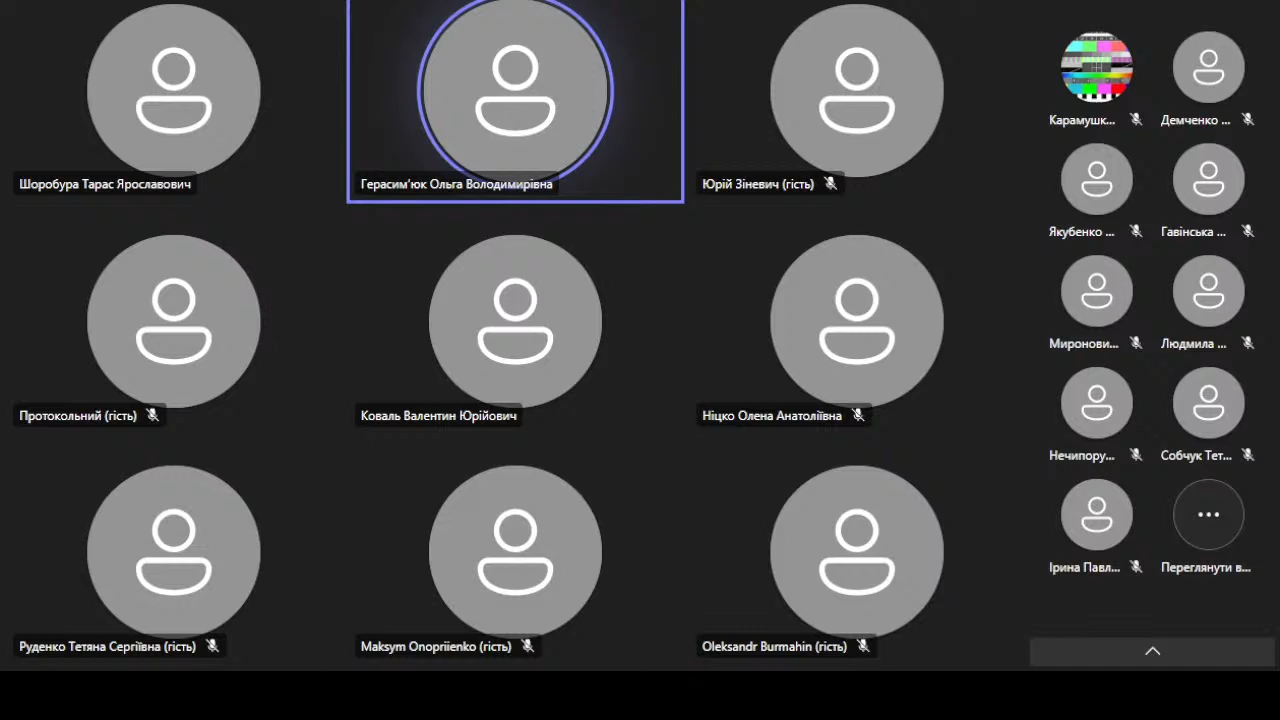 Шоробура Тарас Ярославович
Герасим'юк Ольга Володимирівна
Юрій Зіневич (гість)
Карамушк...
Демченко ...
Якубенко ...
Гавінська ...
Протокольний (гість)
Коваль Валентин Юрійович
Ніцко Олена Анатоліївна
Миронови...
Людмила ...
Нечипору...
Собчук Тет...
Ірина Павл...
Переглянути в...
Руденко Тетяна Сергіївна (гість)
Maksym Onopriienko (гість)
Oleksandr Burmahin (гість)